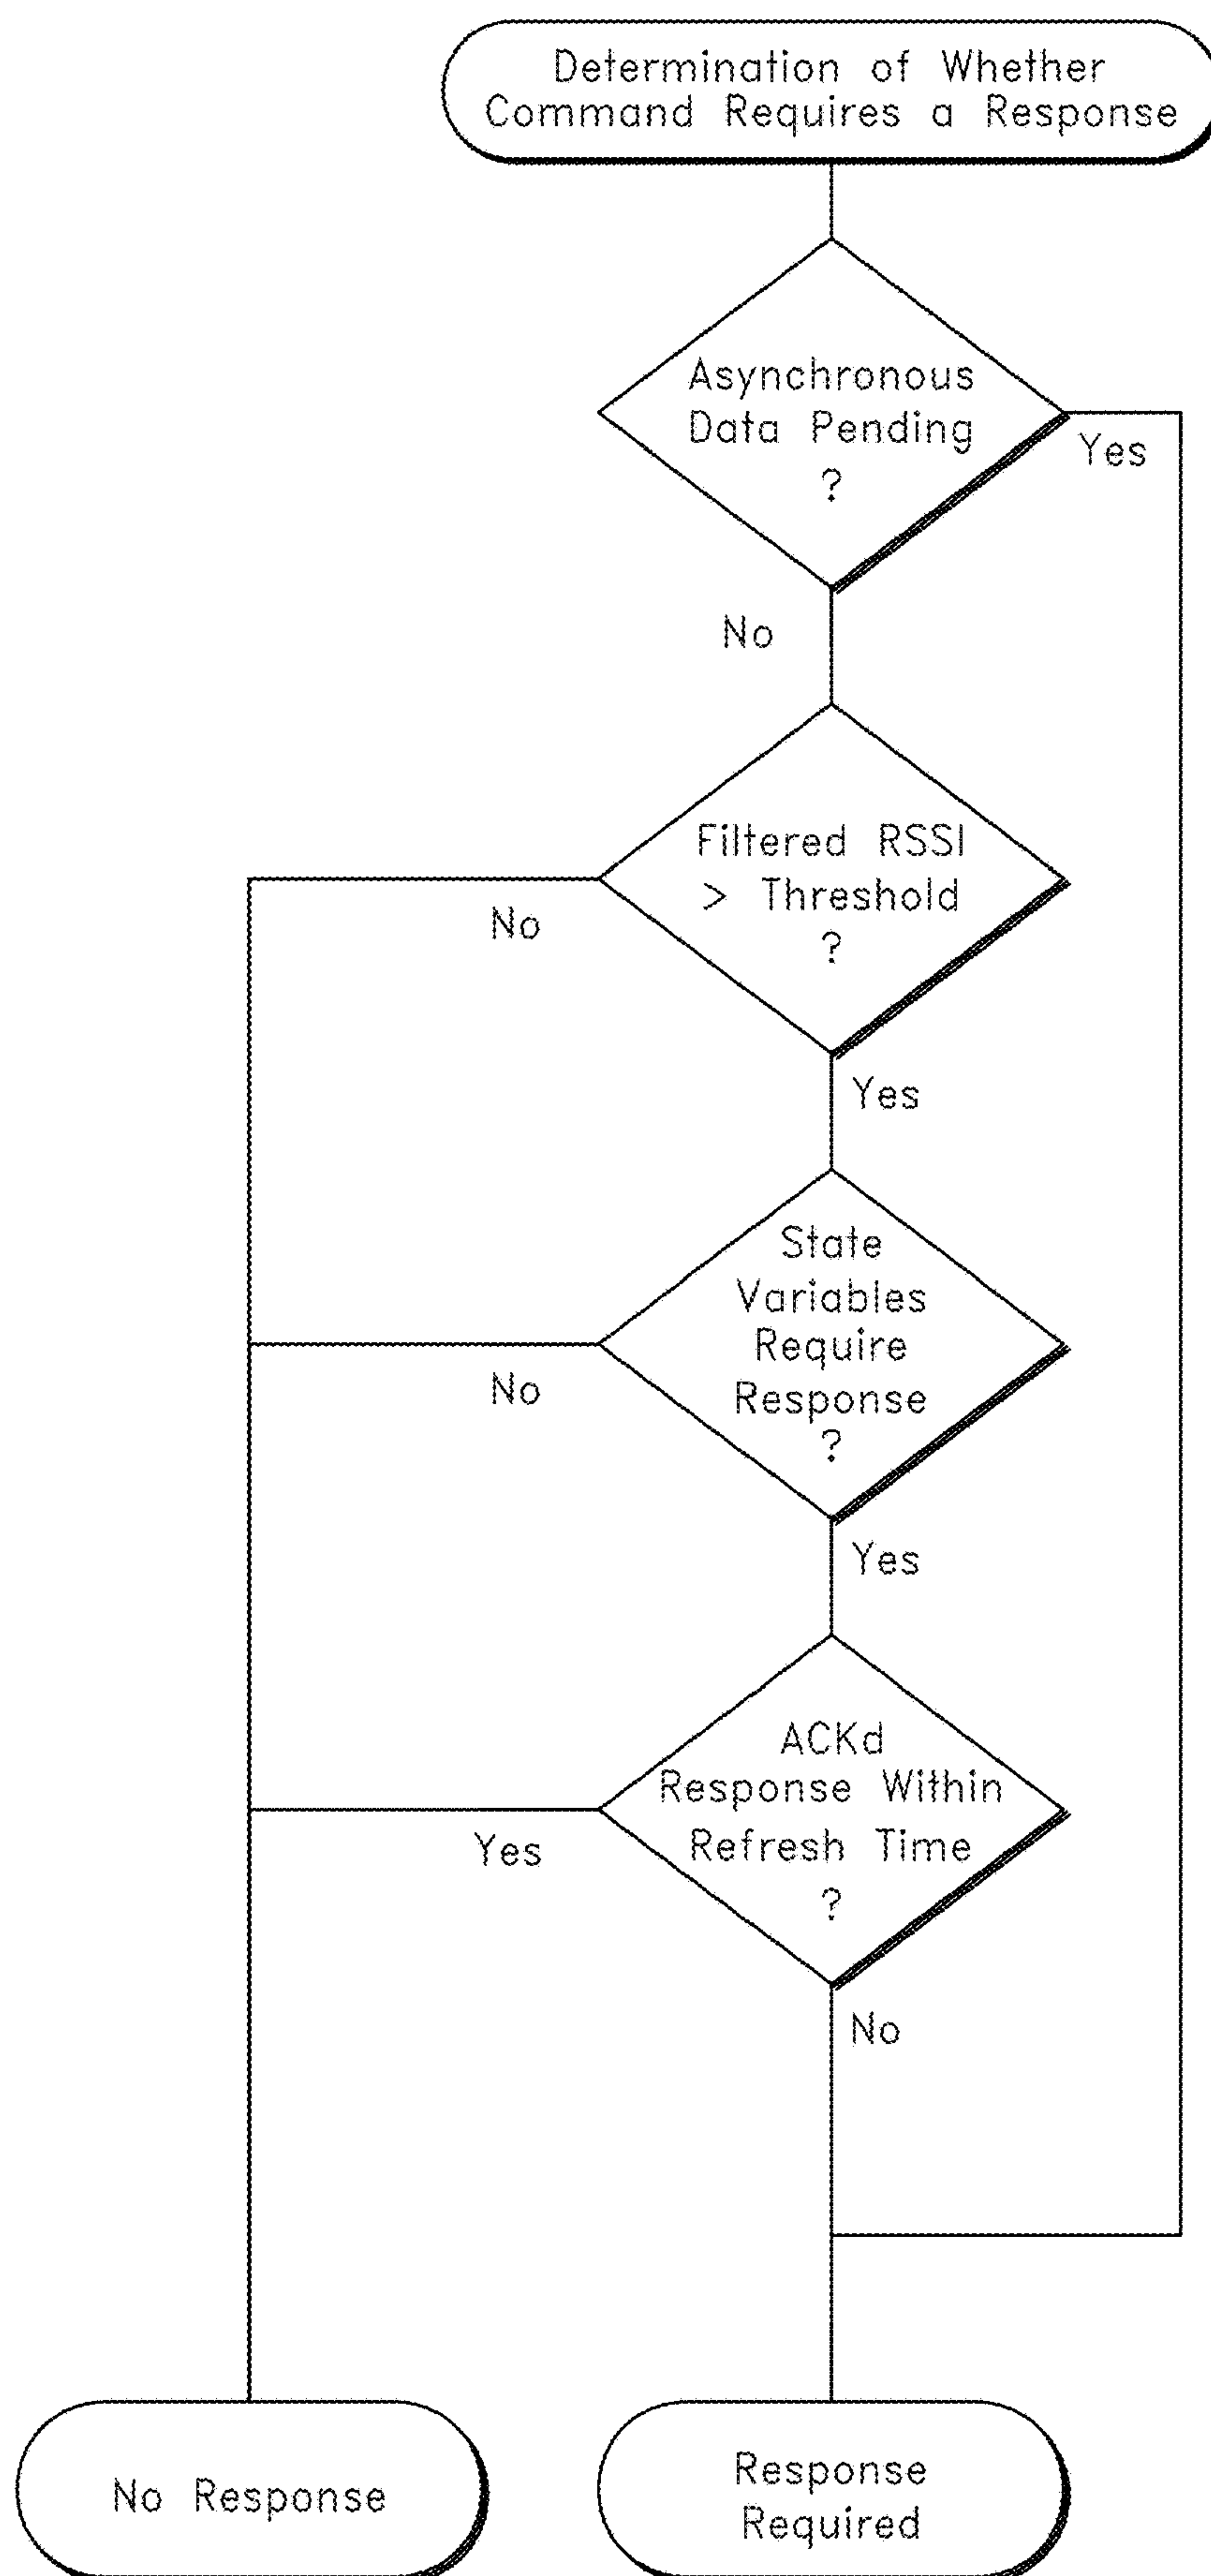 Determination of Whether
Command Requires a Response
Asynchronous
Data Pending
?
Yes
No
Filtered RSSI
> Threshold
?
No
Yes
State
Variables
Require
Response
?
No
Yes
ACKd
Response Within
Refresh Time
?
Yes
No
No Response
Response
Required